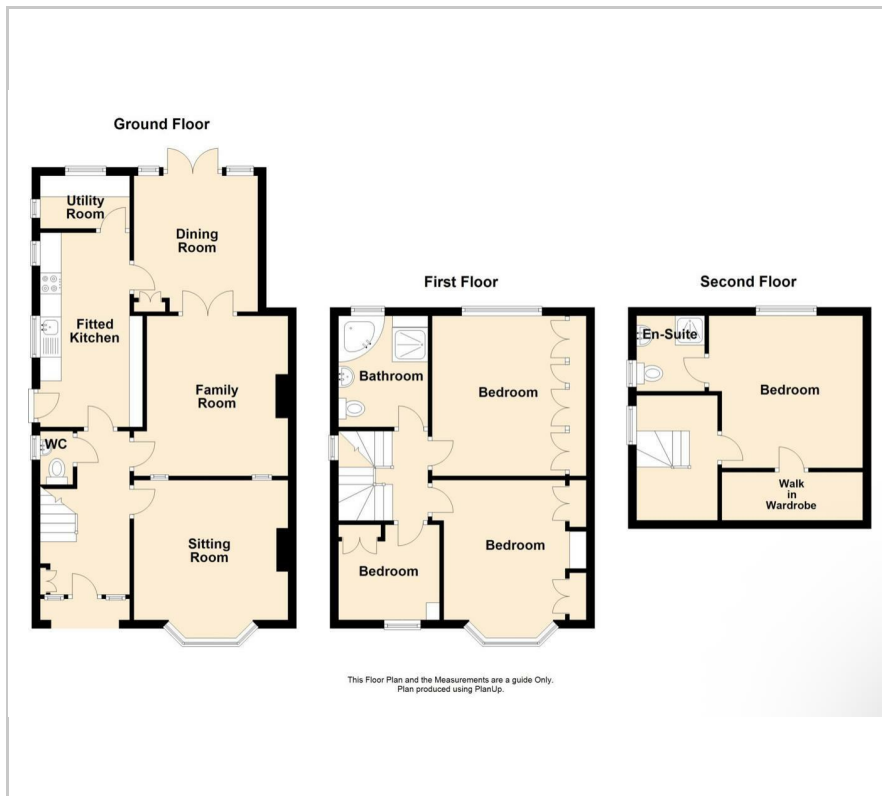 Ground Floor
Utility
Room
Dining
Room
Fitted
Kitchen
Family
Room
WC
Sitting
Room
First Floor
Bathroom
Bedroom
Bedroom
Bedroom
Second Floor
En-Suite
Bedroom
Walk
in
Wardrobe
This Floor Plan and the Measurements are a guide Only.
Plan produced using PlanUp.